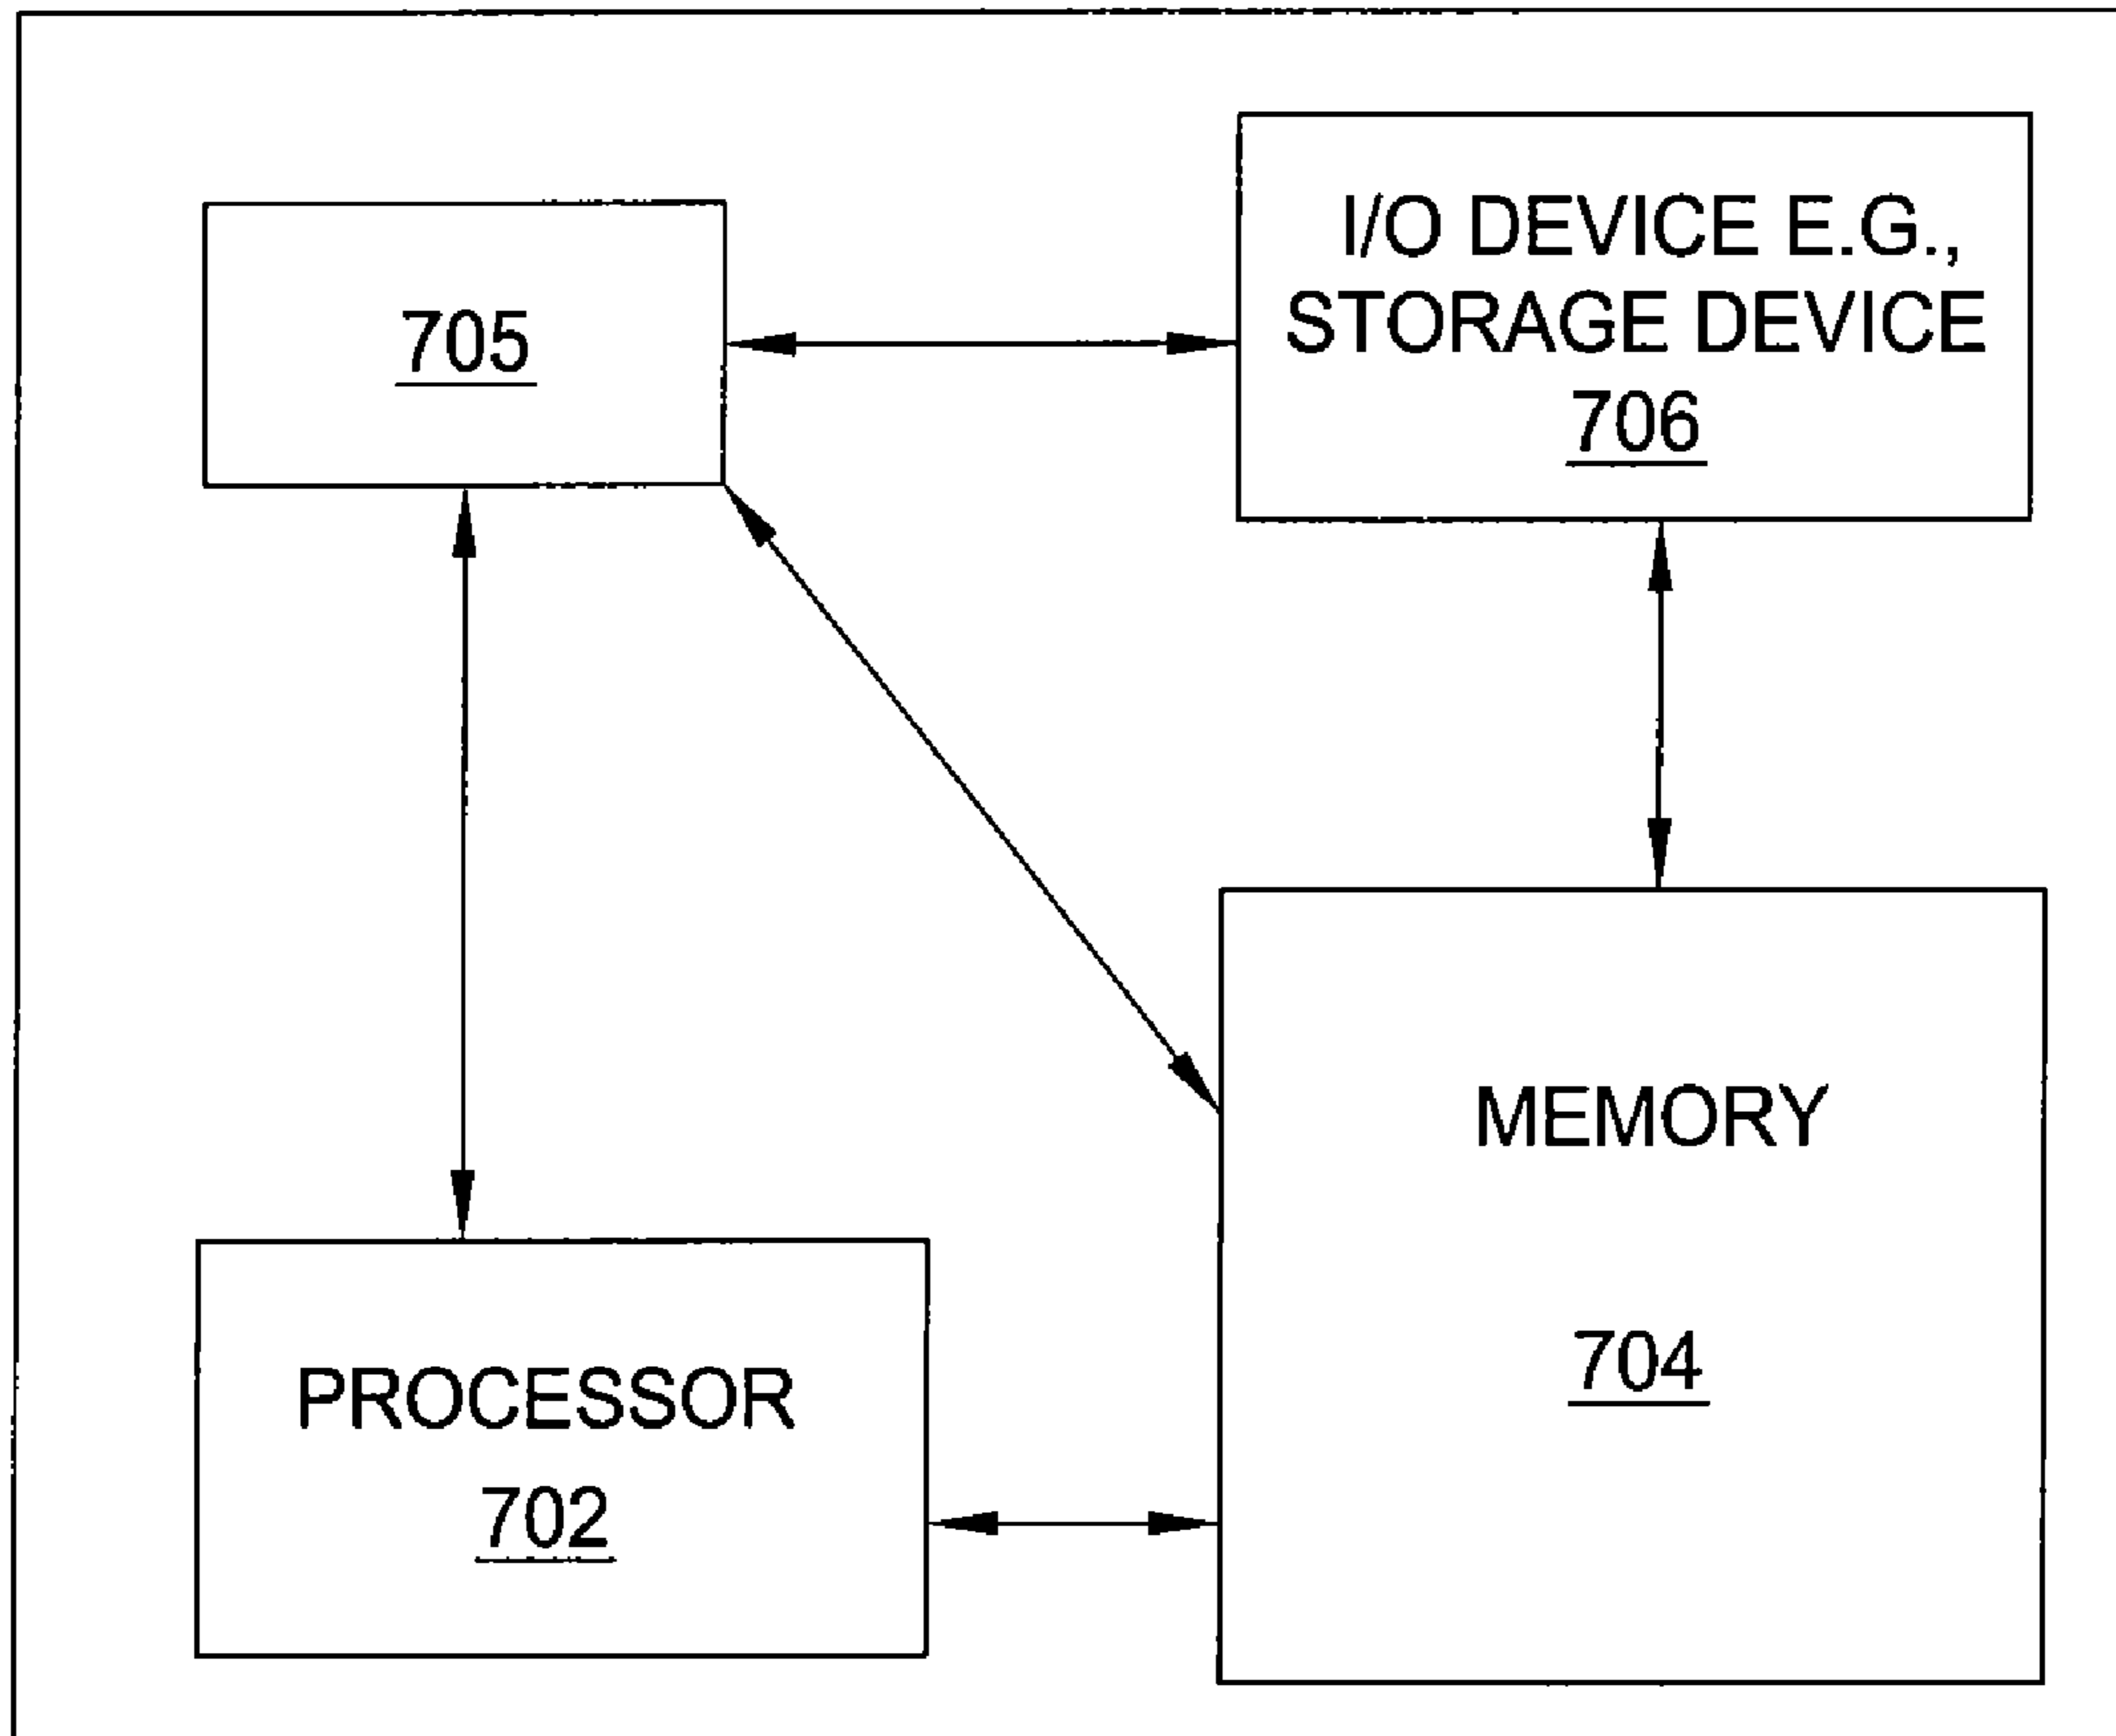 705
I/O DEVICE E.G.,
STORAGE DEVICE
706
MEMORY
704
PROCESSOR
702